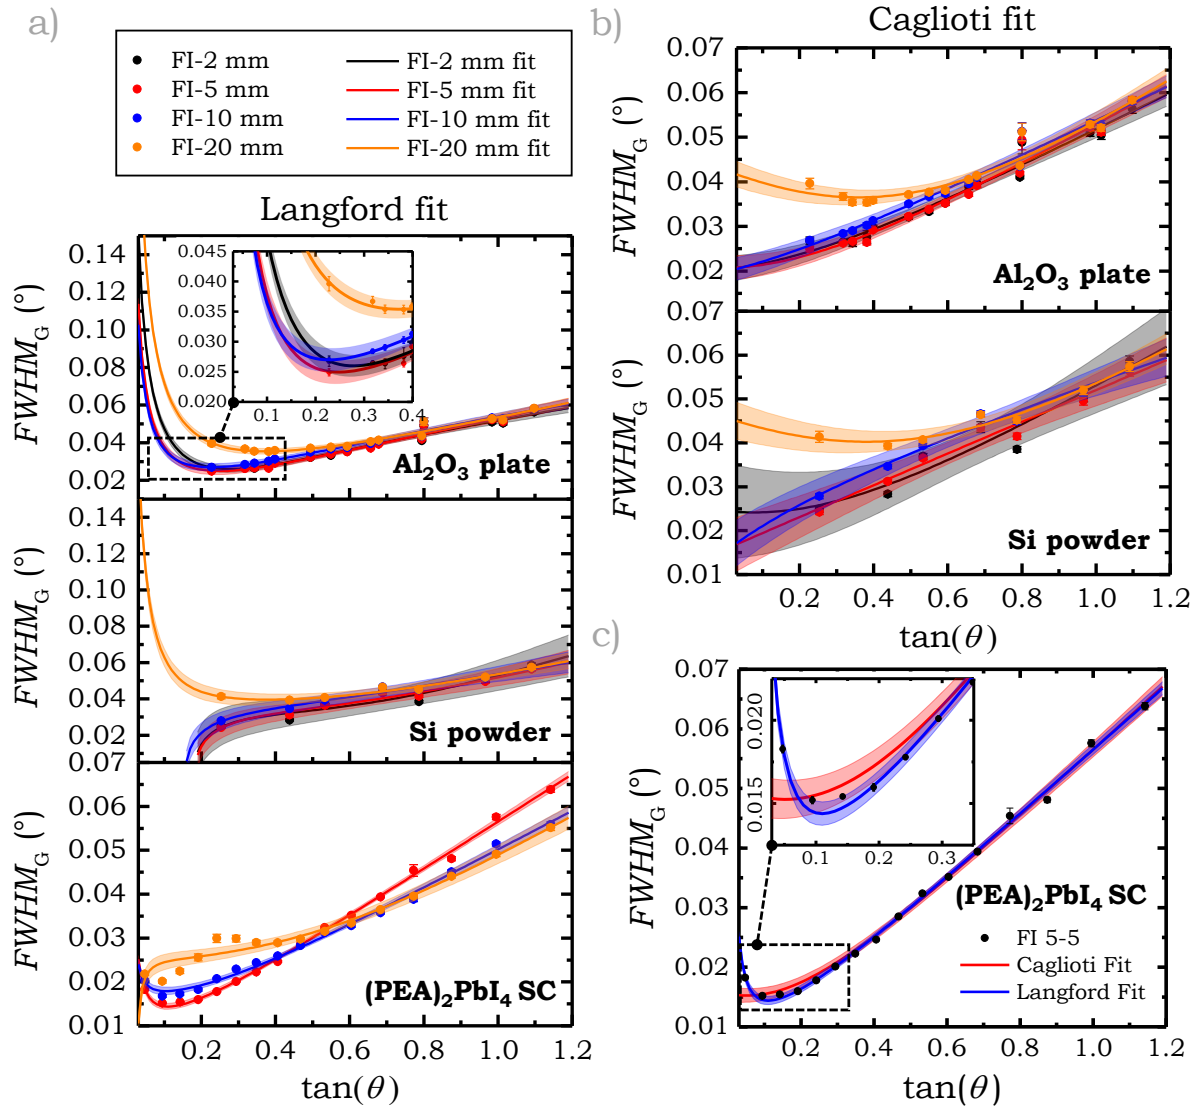 a)
FI-2 mm
FI-5 mm
FI-10 mm
FI-20 mm
FI-2 mm fit
FI-5 mm fit
FI-10 mm fit
FI-20 mm fit
Langford fit
FWHM_G (°)
0.14
0.12
0.10
0.08
0.06
0.04
0.02
0.045
0.040
0.035
0.030
0.025
0.020
0.1 0.2 0.3 0.4
Al₂O₃ plate
FWHM_G (°)
0.14
0.12
0.10
0.08
0.06
0.04
0.02
0.00
Si powder
FWHM_G (°)
0.07
0.06
0.05
0.04
0.03
0.02
0.01
(PEA)₂PbI₄ SC
0.2 0.4 0.6 0.8 1.0 1.2
tan(θ)
b)
Caglioti fit
FWHM_G (°)
0.07
0.06
0.05
0.04
0.03
0.02
Al₂O₃ plate
FWHM_G (°)
0.07
0.06
0.05
0.04
0.03
0.02
0.01
Si powder
0.2 0.4 0.6 0.8 1.0 1.2
tan(θ)
c)
FWHM_G (°)
0.07
0.06
0.05
0.04
0.03
0.02
0.01
0.020
0.015
0.1 0.2 0.3
(PEA)₂PbI₄ SC
FI 5-5
Caglioti Fit
Langford Fit
0.2 0.4 0.6 0.8 1.0 1.2
tan(θ)